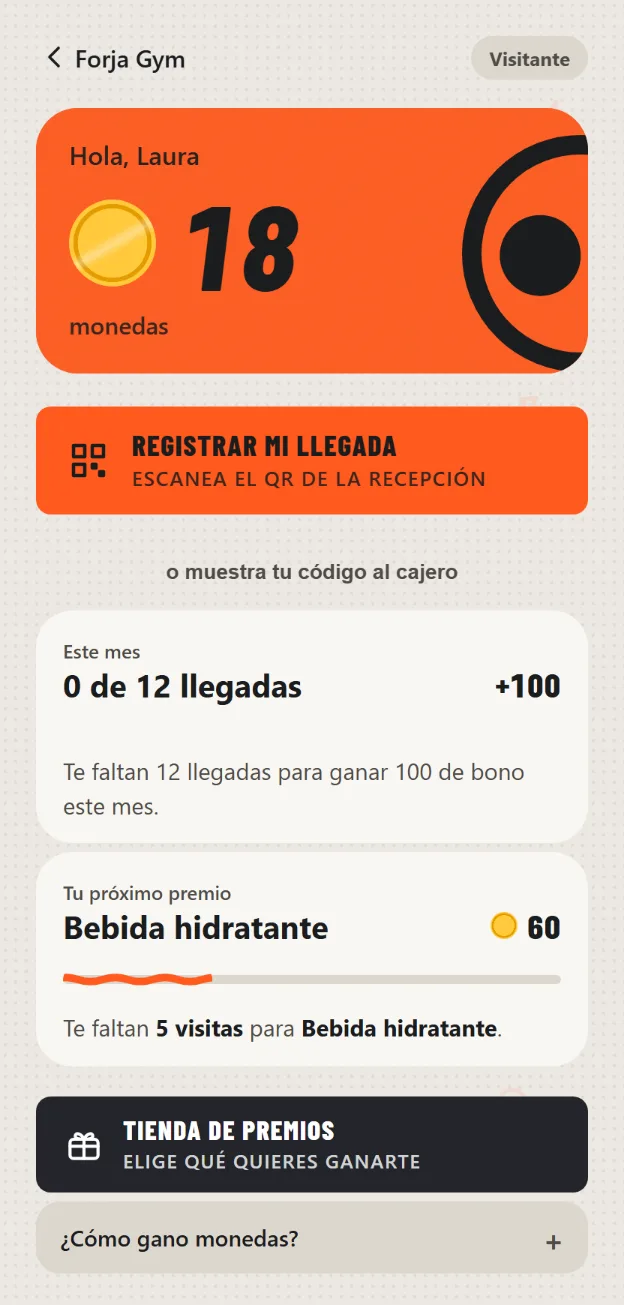 Forja Gym
Visitante
Hola, Laura
18
monedas
REGISTRAR MI LLEGADA
ESCANEA EL QR DE LA RECEPCIÓN
o muestra tu código al cajero
Este mes
0 de 12 llegadas
+100
Te faltan 12 llegadas para ganar 100 de bono
este mes.
Tu próximo premio
Bebida hidratante
60
Te faltan 5 visitas para Bebida hidratante.
TIENDA DE PREMIOS
ELIGE QUÉ QUIERES GANARTE
¿Cómo gano monedas?
+